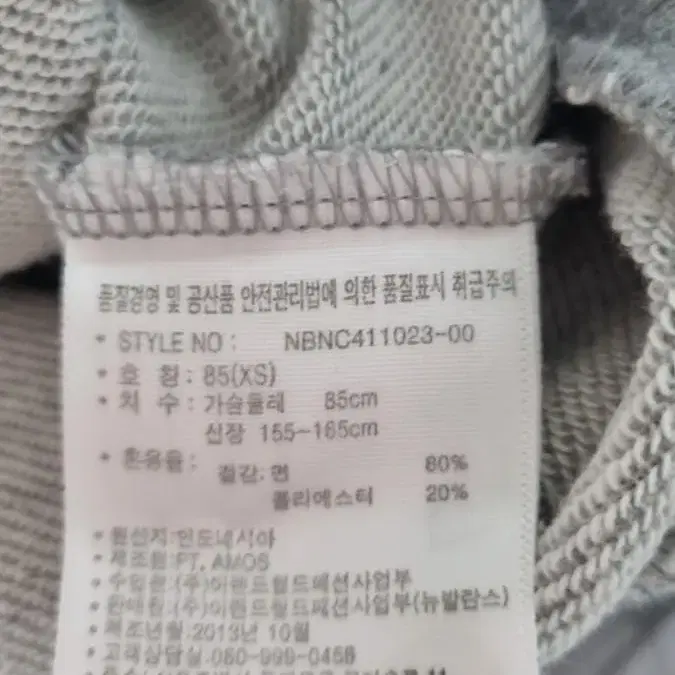 품질경영 및 공산품 안전관리법에 의한 품질표시 취급주의
* STYLE NO : NBNC411023-00
* 호 칭 : 85(XS)
* 치 수 : 가슴둘레 85cm
신장 155~165cm
* 혼용율 : 겉감: 면 80%
폴리에스터 20%
* 원산지:인도네시아
* 제조원:PT. AMOS
* 수입원:(주)이랜드월드패션사업부
* 판매원:(주)이랜드월드패션사업부(뉴발란스)
* 제조년월:2013년 10월
* 고객상담실:080-999-0456